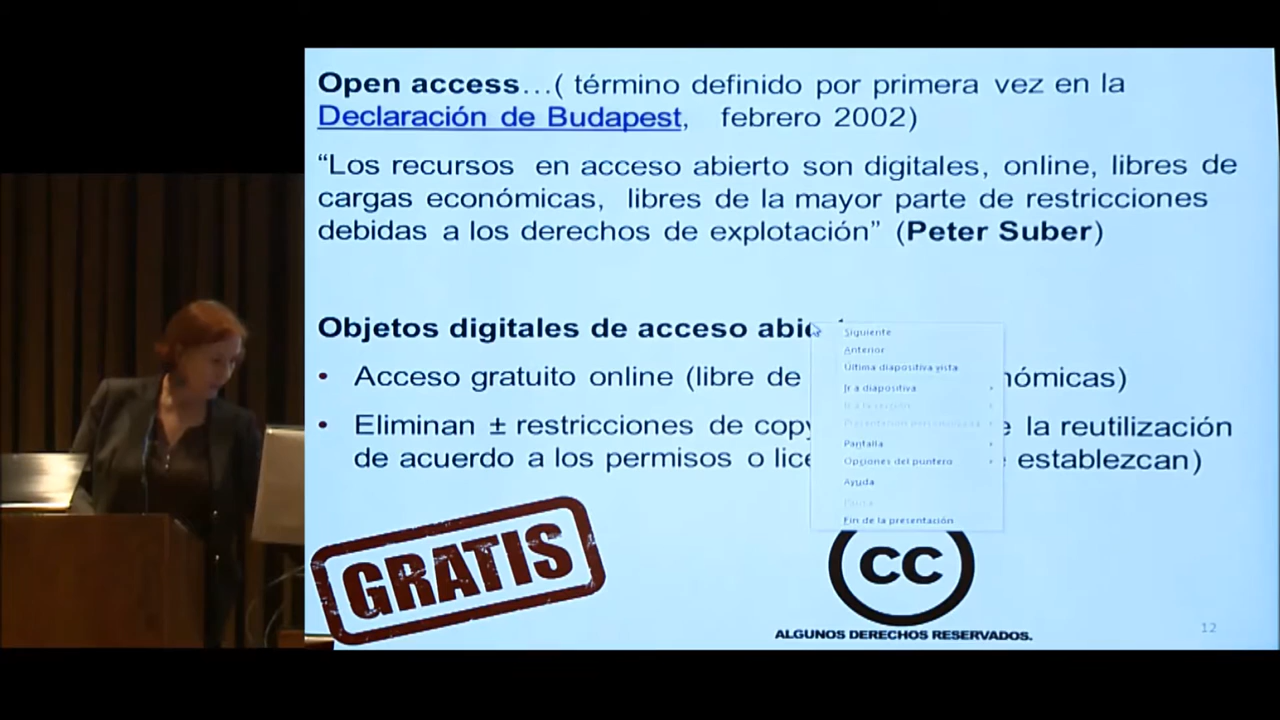 Open access...( término definido por primera vez en la
Declaración de Budapest, febrero 2002)
“Los recursos en acceso abierto son digitales, online, libres de
cargas económicas, libres de la mayor parte de restricciones
debidas a los derechos de explotación” (Peter Suber)
Objetos digitales de acceso
• Acceso gratuito online (libre de
• Eliminan ± restricciones de la reutilización
de acuerdo a los permisos o establezcan)
Siguiente
Anterior
Última diapositiva vista
Ir a diapositiva
Pantalla
Opciones del puntero
Ayuda
Pausa
Fin de la presentación
GRATIS
CC
ALGUNOS DERECHOS RESERVADOS.
12